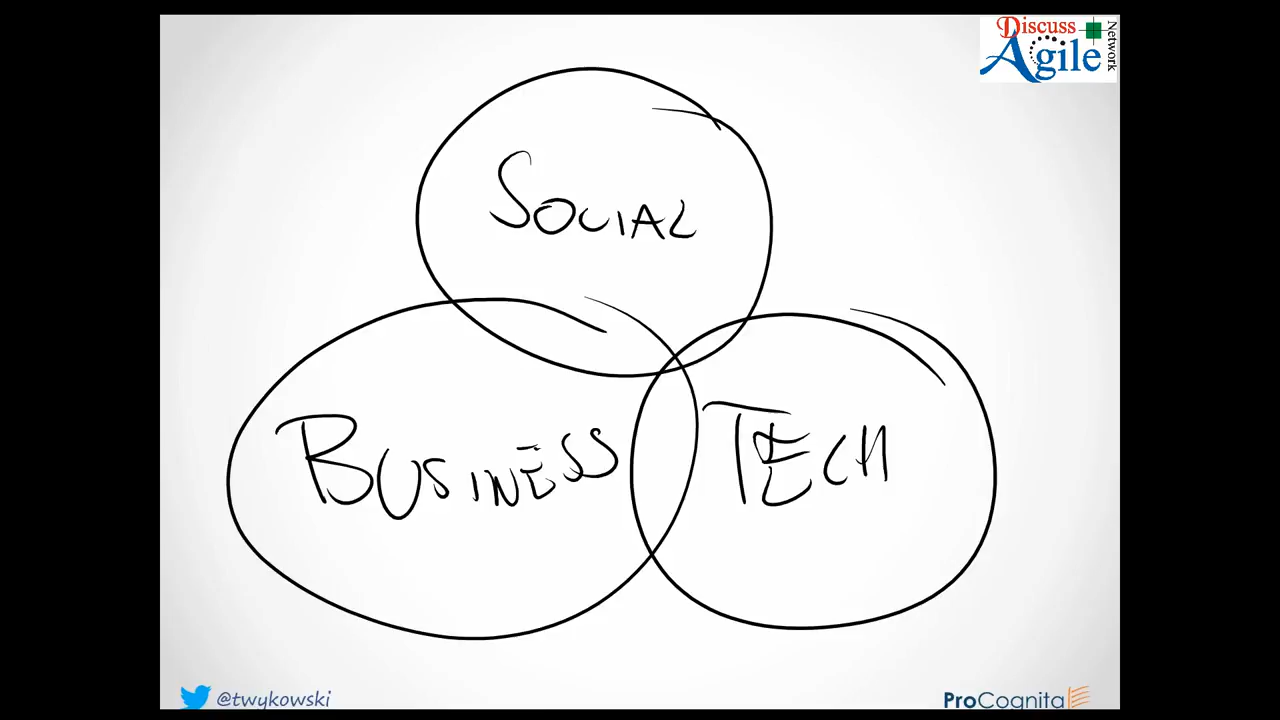 Discuss
Agile
Network
SOCIAL
BUSINESS
TECH
@twykowski
ProCognita